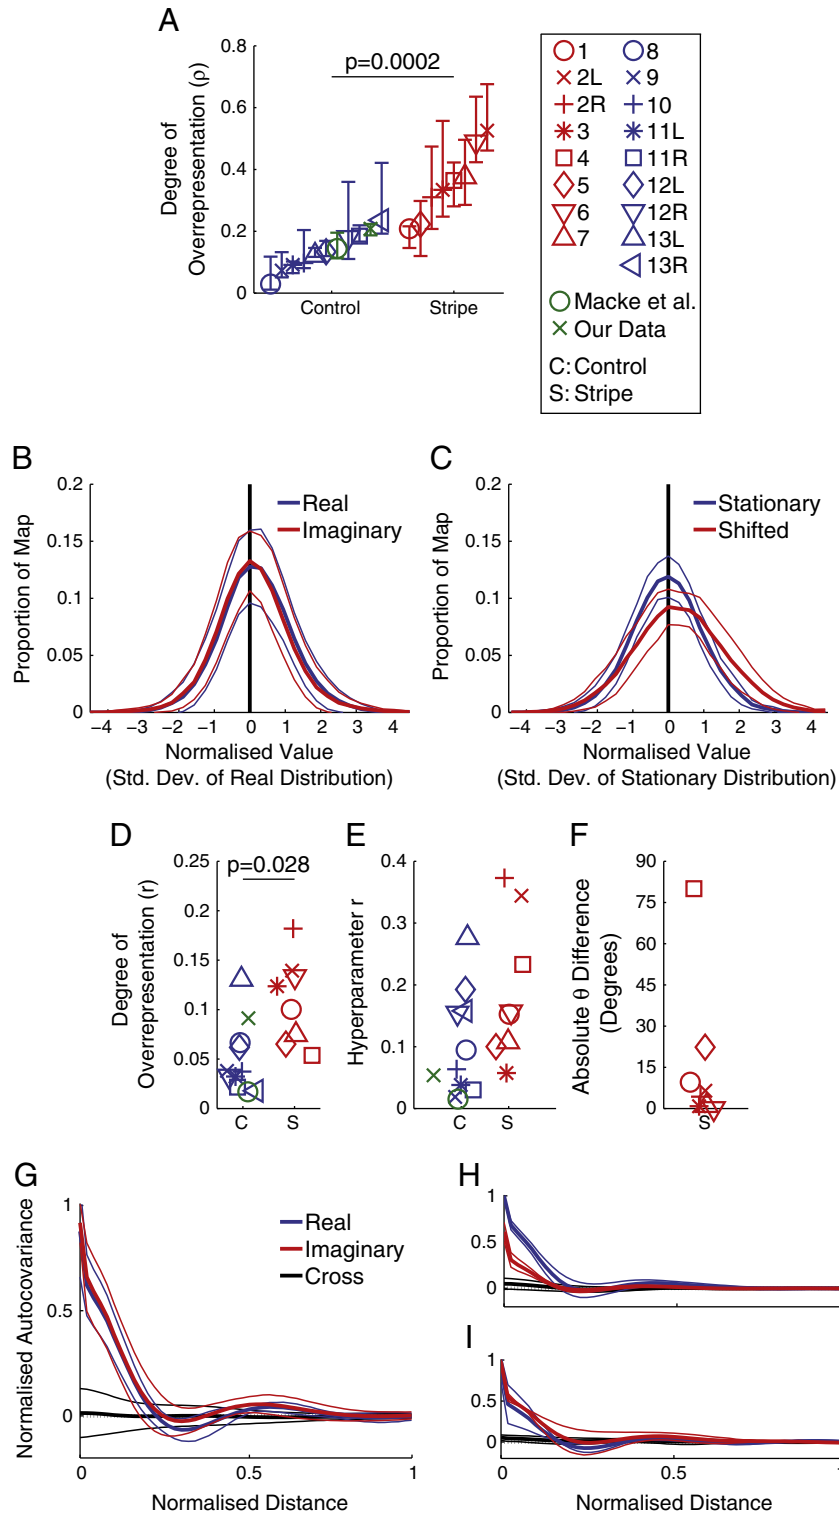 A
Degree of
Overrepresentation (ρ)
0.8
0.6
0.4
0.2
0
p=0.0002
Control
Stripe
1
2L
2R
3
4
5
6
7
8
9
10
11L
11R
12L
12R
13L
13R
Macke et al.
Our Data
C: Control
S: Stripe
B
Proportion of Map
0.2
0.15
0.1
0.05
0
Real
Imaginary
−4 −3 −2 −1 0 1 2 3 4
Normalised Value
(Std. Dev. of Real Distribution)
C
Proportion of Map
0.2
0.15
0.1
0.05
0
Stationary
Shifted
−4 −3 −2 −1 0 1 2 3 4
Normalised Value
(Std. Dev. of Stationary Distribution)
D
Degree of
Overrepresentation (r)
0.25
0.2
0.15
0.1
0.05
0
p=0.028
C S
E
Hyperparameter r
0.4
0.3
0.2
0.1
0
C S
F
Absolute θ Difference
(Degrees)
90
75
60
45
30
15
0
S
G
Normalised Autocovariance
1
0.5
0
Real
Imaginary
Cross
0 0.5 1
Normalised Distance
H
1
0.5
0
I
1
0.5
0
0 0.5 1
Normalised Distance